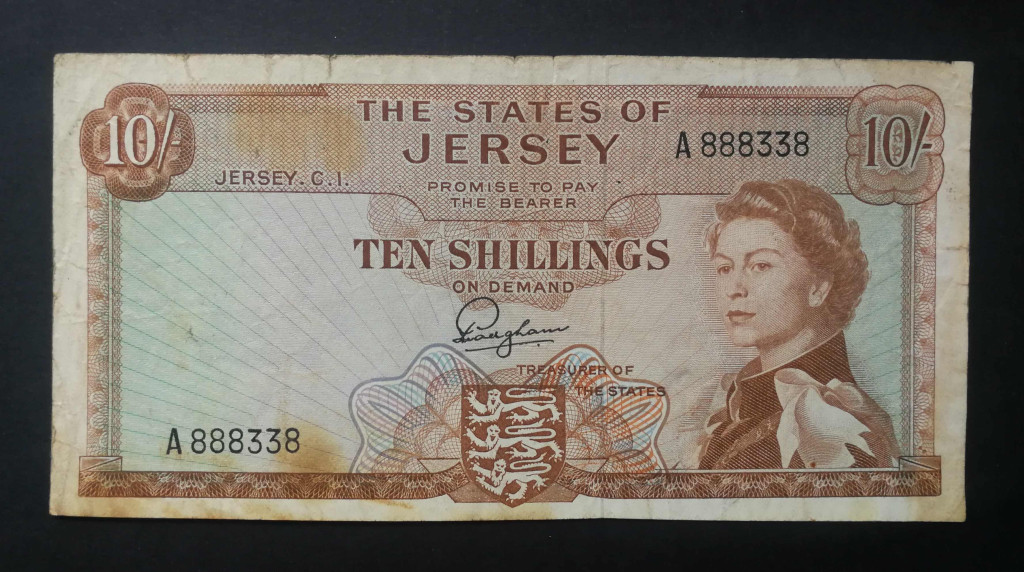 10/-
THE STATES OF
JERSEY
A 888338
10/-
JERSEY. C.I.
PROMISE TO PAY
THE BEARER
TEN SHILLINGS
ON DEMAND
TREASURER OF
THE STATES
A 888338